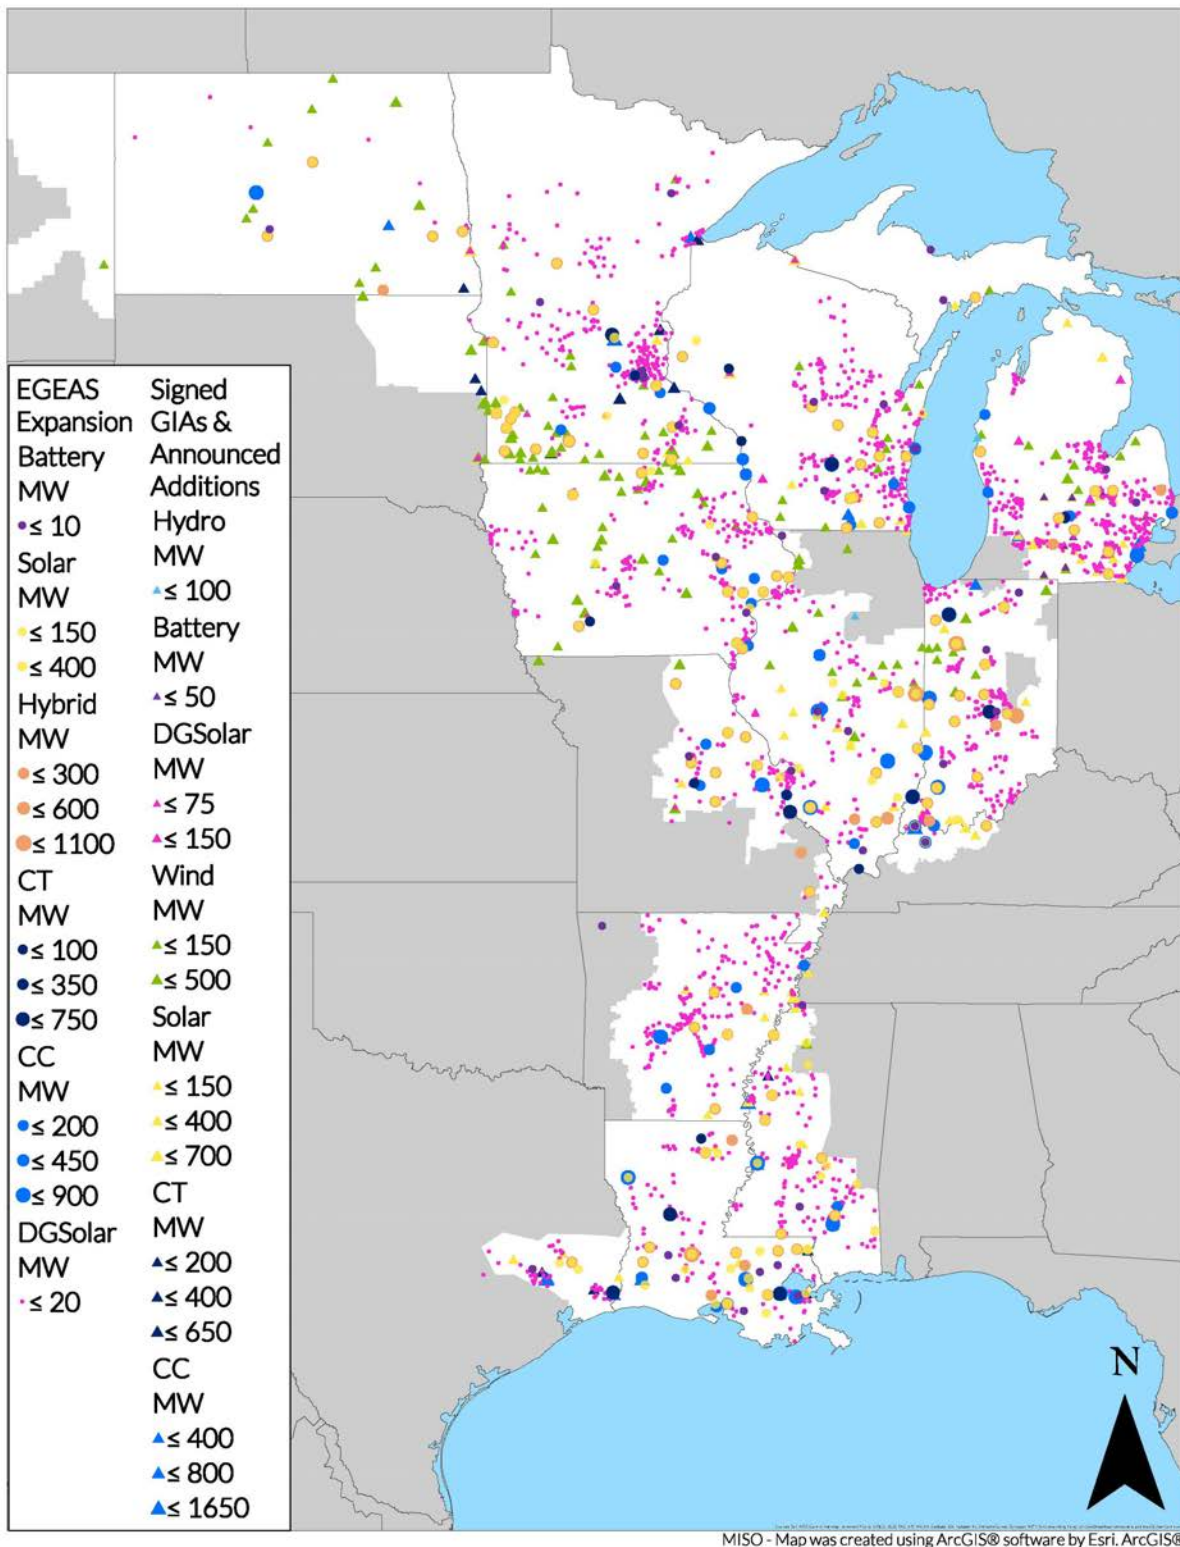 EGEAS
Expansion
Battery
MW
≤ 10
Solar
MW
≤ 150
≤ 400
Hybrid
MW
≤ 300
≤ 600
≤ 1100
CT
MW
≤ 100
≤ 350
≤ 750
CC
MW
≤ 200
≤ 450
≤ 900
DGSolar
MW
≤ 20
Signed
GIAs &
Announced
Additions
Hydro
MW
≤ 100
Battery
MW
≤ 50
DGSolar
MW
≤ 75
≤ 150
Wind
MW
≤ 150
≤ 500
Solar
MW
≤ 150
≤ 400
≤ 700
CT
MW
≤ 200
≤ 400
≤ 650
CC
MW
≤ 400
≤ 800
≤ 1650
N
MISO - Map was created using ArcGIS® software by Esri. ArcGIS®